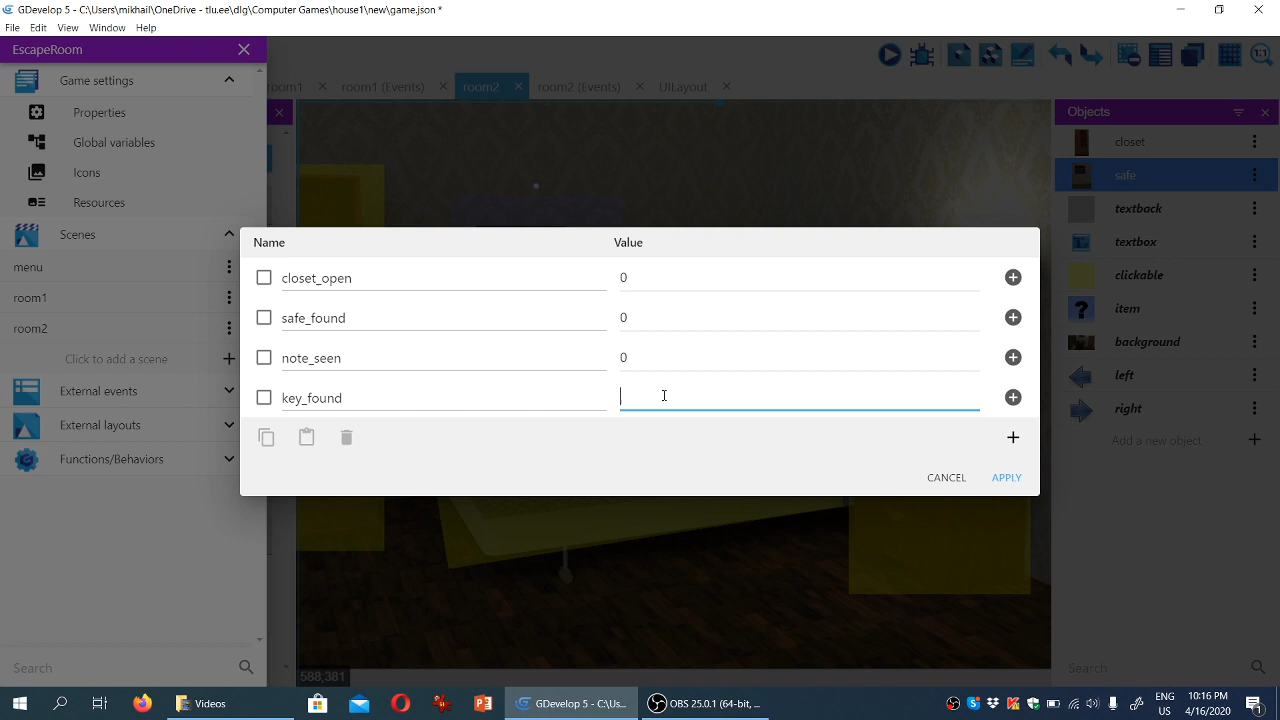 GDevelop 5 - C:\Users\mikhail\OneDrive - tlu.ee\dlg\Computer Games\house1\new\game.json *
File Edit View Window Help
EscapeRoom
Game settings
Properties
Global variables
Icons
Resources
Scenes
menu
room1
room2
Click to add a scene
External events
External layouts
Functions/Behaviors
Search
room1 room1 (Events) room2 room2 (Events) UILayout
1:1
Name Value
closet_open 0
safe_found 0
note_seen 0
key_found
CANCEL APPLY
588;381
Objects
closet
safe
textback
textbox
clickable
item
background
left
right
Add a new object
Search
Videos
GDevelop 5 - C:\Us...
OBS 25.0.1 (64-bit, ...
ENG
US
10:16 PM
4/16/2020
1